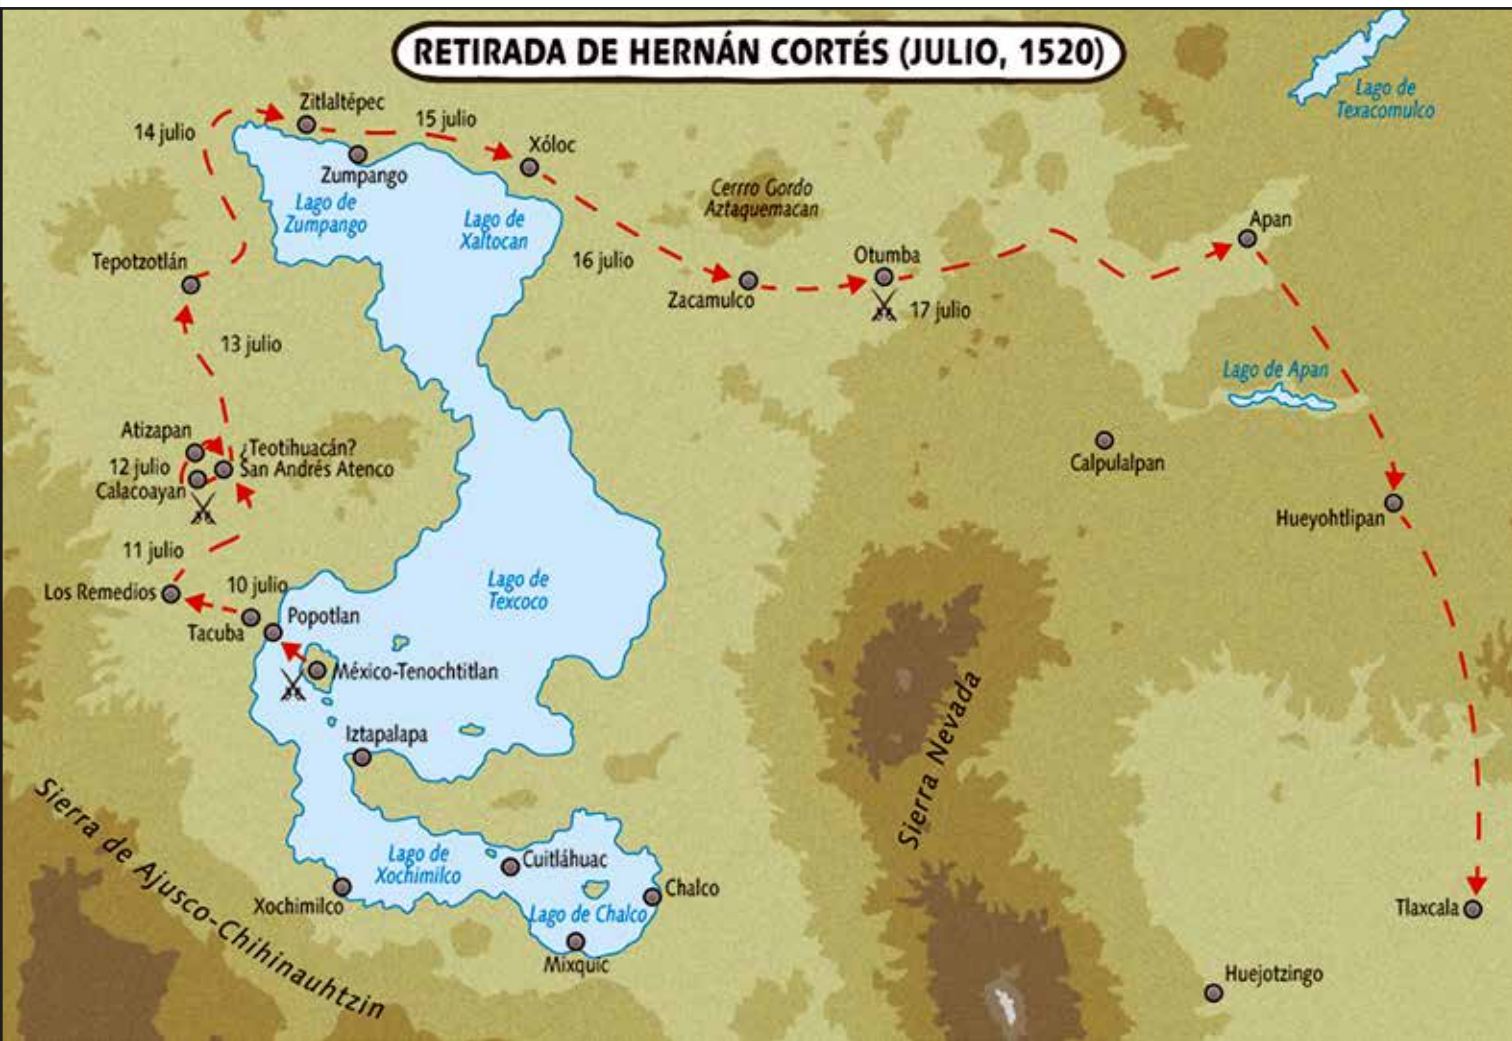 RETIRADA DE HERNÁN CORTÉS (JULIO, 1520)
Lago de
Texacomulco
Zitlaltépec
14 julio
15 julio
Xóloc
Zumpango
Lago de
Zumpango
Lago de
Xaltocan
Cerrro Gordo
Aztaquemacan
Apan
Tepotzotlán
16 julio
Otumba
Zacamulco
17 julio
13 julio
Lago de Apan
Atizapan
¿Teotihuacán?
12 julio
San Andrés Atenco
Calacoayan
Calpulalpan
Hueyohtlipan
11 julio
Los Remedios
10 julio
Lago de
Texcoco
Popotlan
Tacuba
México-Tenochtitlan
Iztapalapa
Sierra Nevada
Sierra de Ajusco-Chihinauhtzin
Lago de
Xochimilco
Cuitláhuac
Xochimilco
Chalco
Lago de Chalco
Mixquic
Tlaxcala
Huejotzingo